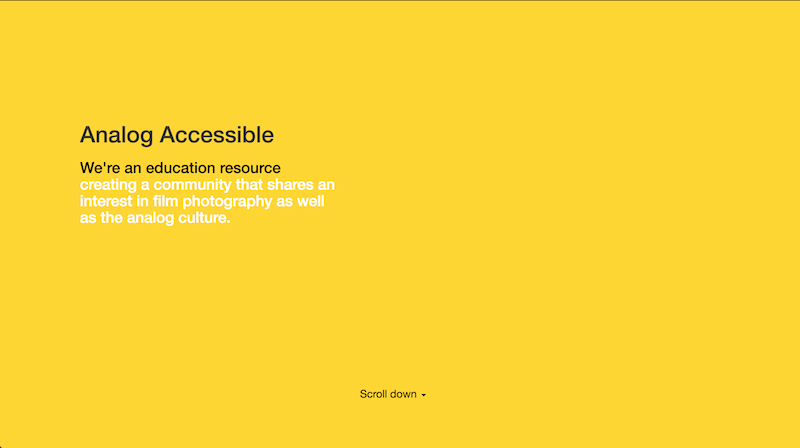 Analog Accessible
We're an education resource
creating a community that shares an
interest in film photography as well
as the analog culture.
Scroll down